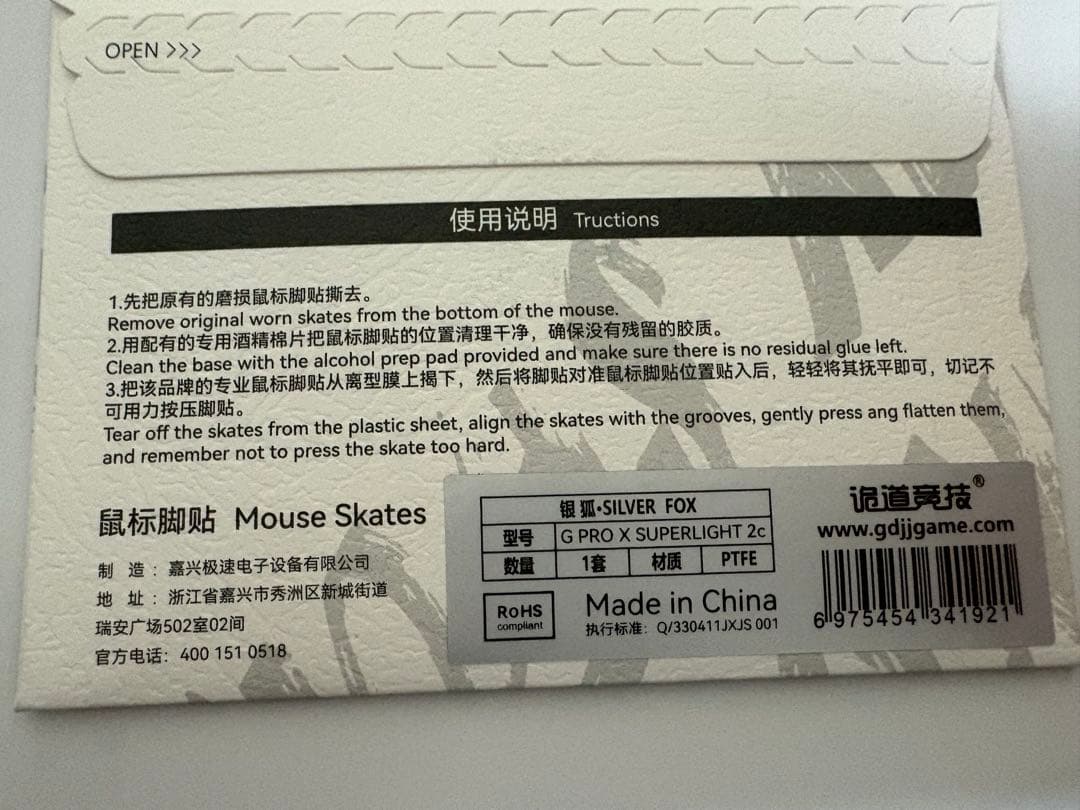 OPEN >>>
使用说明 Tructions
1.先把原有的磨损鼠标脚贴撕去。
Remove original worn skates from the bottom of the mouse.
2.用配有的专用酒精棉片把鼠标脚贴的位置清理干净，确保没有残留的胶质。
Clean the base with the alcohol prep pad provided and make sure there is no residual glue left.
3.把该品牌的专业鼠标脚贴从离型膜上揭下，然后将脚贴对准鼠标脚贴位置贴入后，轻轻将其抚平即可，切记不
可用力按压脚贴。
Tear off the skates from the plastic sheet, align the skates with the grooves, gently press ang flatten them,
and remember not to press the skate too hard.
鼠标脚贴 Mouse Skates
制 造：嘉兴极速电子设备有限公司
地 址：浙江省嘉兴市秀洲区新城街道
瑞安广场502室02间
官方电话：400 151 0518
银狐·SILVER FOX
型号 G PRO X SUPERLIGHT 2c
数量 1套 材质 PTFE
RoHS
compliant
Made in China
执行标准：Q/330411JXJS 001
诡道竞技®
www.gdjjgame.com
6 975454 341921